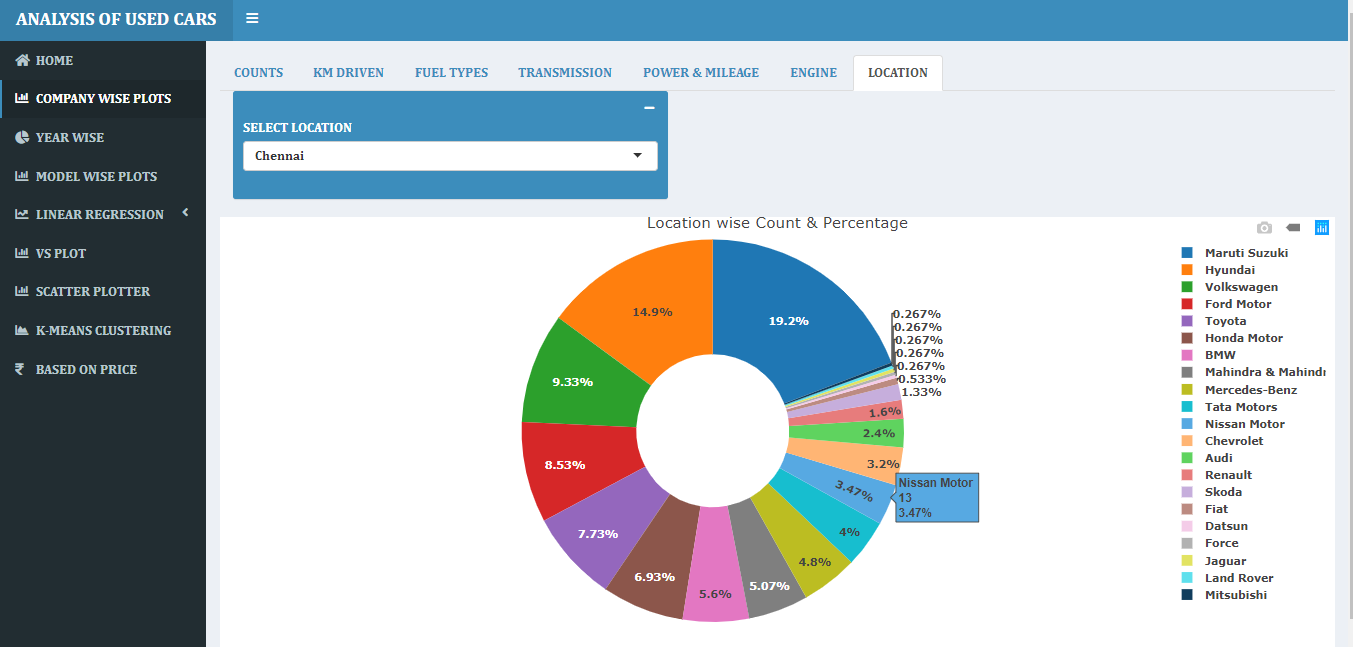 ANALYSIS OF USED CARS
HOME
COMPANY WISE PLOTS
YEAR WISE
MODEL WISE PLOTS
LINEAR REGRESSION
VS PLOT
SCATTER PLOTTER
K-MEANS CLUSTERING
BASED ON PRICE
COUNTS KM DRIVEN FUEL TYPES TRANSMISSION POWER & MILEAGE ENGINE LOCATION
SELECT LOCATION
Chennai
Location wise Count & Percentage
19.2%
14.9%
9.33%
8.53%
7.73%
6.93%
5.6%
5.07%
4.8%
4%
3.47%
3.2%
2.4%
1.6%
1.33%
0.533%
0.267%
0.267%
0.267%
0.267%
0.267%
Nissan Motor
13
3.47%
Maruti Suzuki
Hyundai
Volkswagen
Ford Motor
Toyota
Honda Motor
BMW
Mahindra & Mahindr
Mercedes-Benz
Tata Motors
Nissan Motor
Chevrolet
Audi
Renault
Skoda
Fiat
Datsun
Force
Jaguar
Land Rover
Mitsubishi